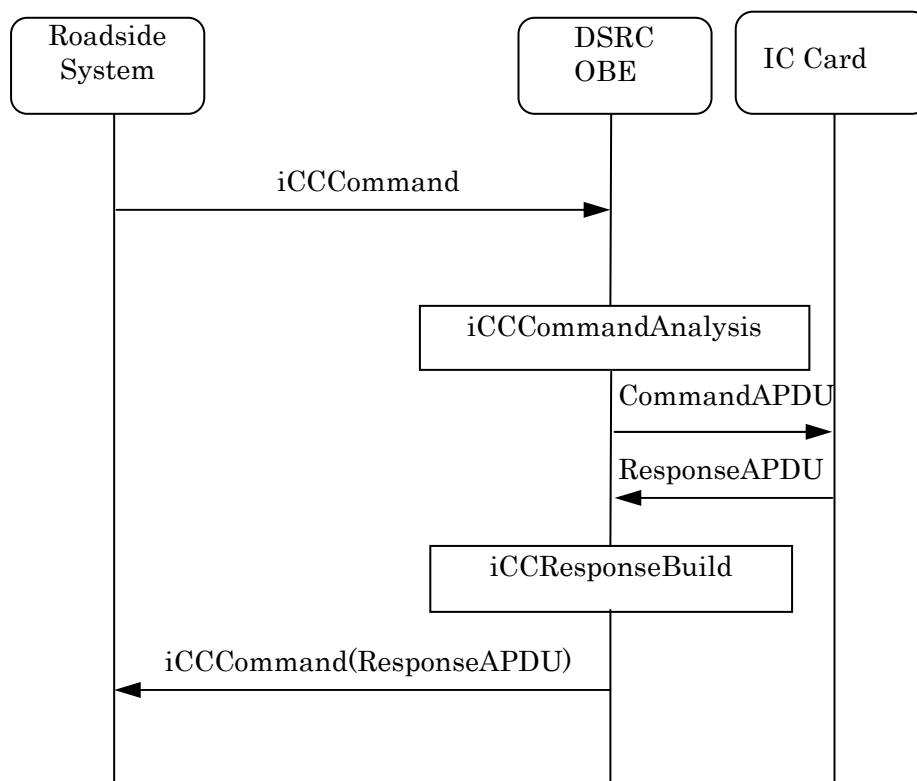 Roadside
System
DSRC
OBE
IC Card
iCCCommand
iCCCommandAnalysis
CommandAPDU
ResponseAPDU
iCCResponseBuild
iCCCommand(ResponseAPDU)